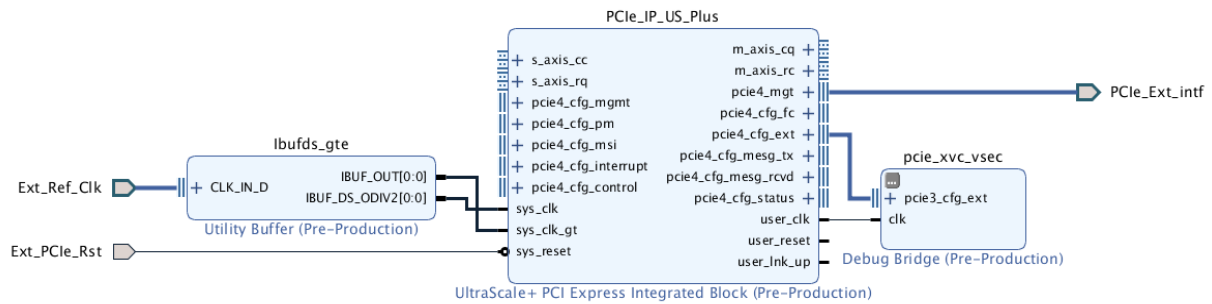 PCIe_IP_US_Plus
s_axis_cc
s_axis_rq
pcie4_cfg_mgmt
pcie4_cfg_pm
pcie4_cfg_msi
pcie4_cfg_interrupt
pcie4_cfg_control
sys_clk
sys_clk_gt
sys_reset
m_axis_cq
m_axis_rc
pcie4_mgt
pcie4_cfg_fc
pcie4_cfg_ext
pcie4_cfg_mesg_tx
pcie4_cfg_mesg_rcvd
pcie4_cfg_status
user_clk
user_reset
user_lnk_up
UltraScale+ PCI Express Integrated Block (Pre-Production)
Ibufds_gte
CLK_IN_D
IBUF_OUT[0:0]
IBUF_DS_ODIV2[0:0]
Utility Buffer (Pre-Production)
Ext_Ref_Clk
Ext_PCIe_Rst
PCIe_Ext_intf
pcie_xvc_vsec
pcie3_cfg_ext
clk
Debug Bridge (Pre-Production)